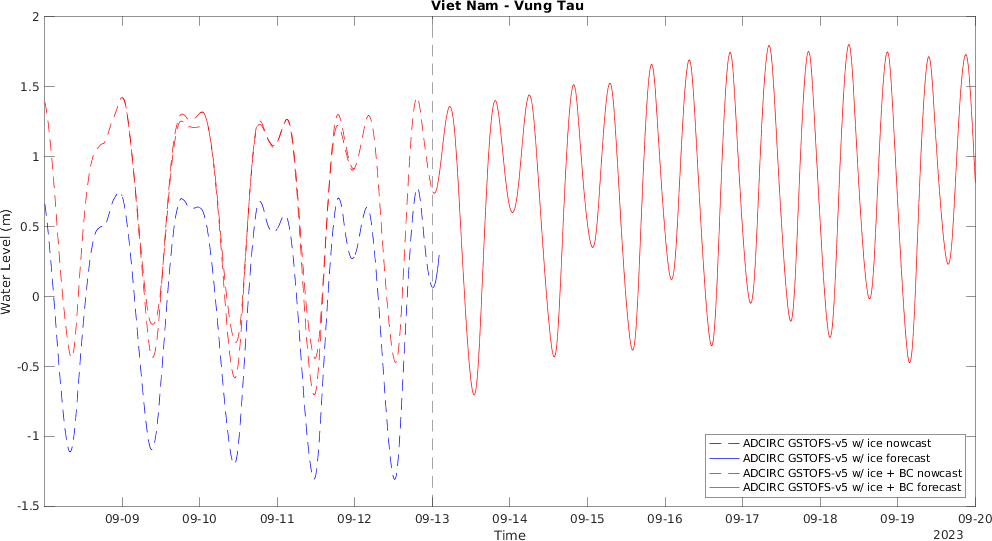 Viet Nam - Vung Tau
2
1.5
1
0.5
0
-0.5
-1
-1.5
Water Level (m)
ADCIRC GSTOFS-v5 w/ ice nowcast
ADCIRC GSTOFS-v5 w/ ice forecast
ADCIRC GSTOFS-v5 w/ ice + BC nowcast
ADCIRC GSTOFS-v5 w/ ice + BC forecast
09-09 09-10 09-11 09-12 09-13 09-14 09-15 09-16 09-17 09-18 09-19 09-20
Time
2023